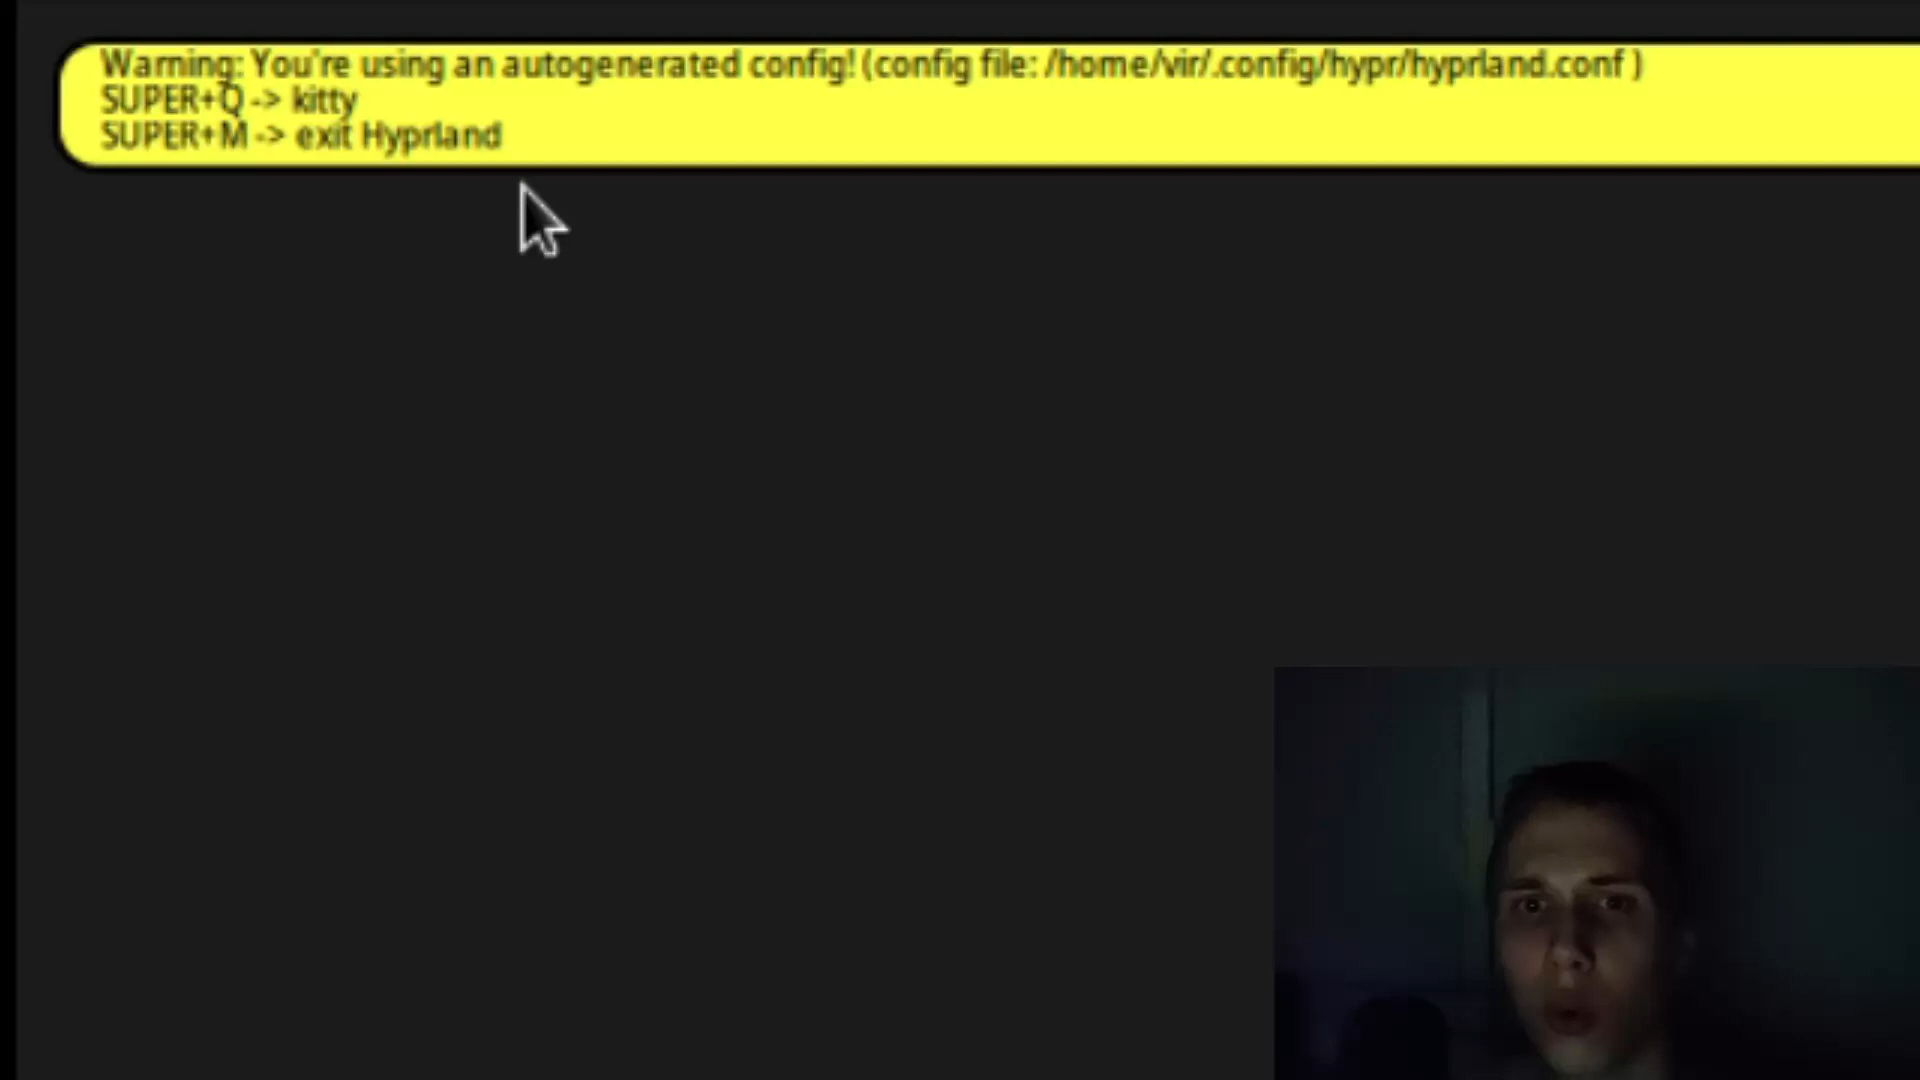 Warning: You're using an autogenerated config! (config file: /home/vir/.config/hypr/hyprland.conf )
SUPER+Q -> kitty
SUPER+M -> exit Hyprland